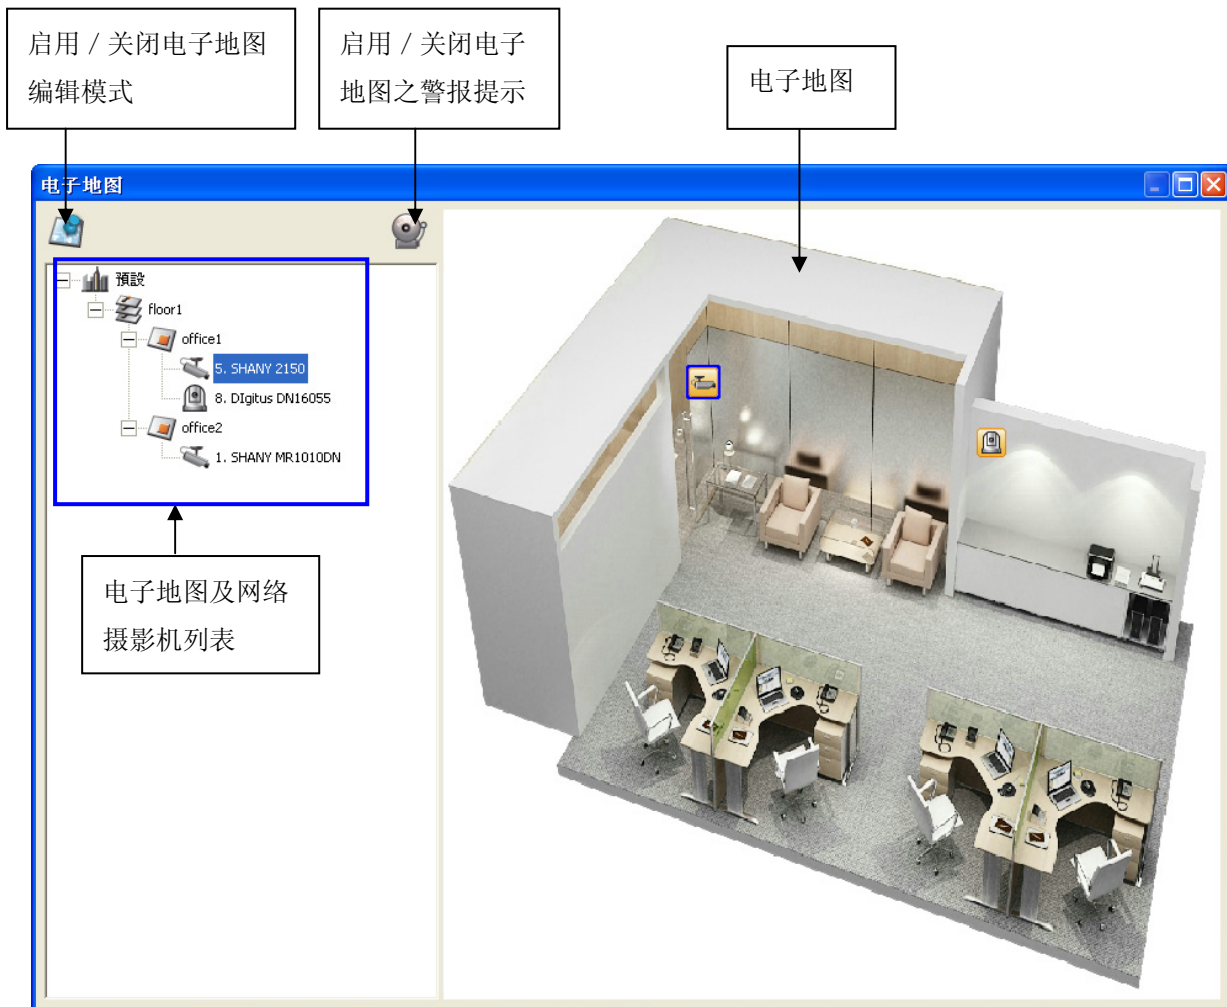 启用 / 关闭电子地图
编辑模式
启用 / 关闭电子
地图之警报提示
电子地图
电子地图
預設
floor1
office1
5. SHANY 2150
8. DIgitus DN16055
office2
1. SHANY MR1010DN
电子地图及网络
摄影机列表